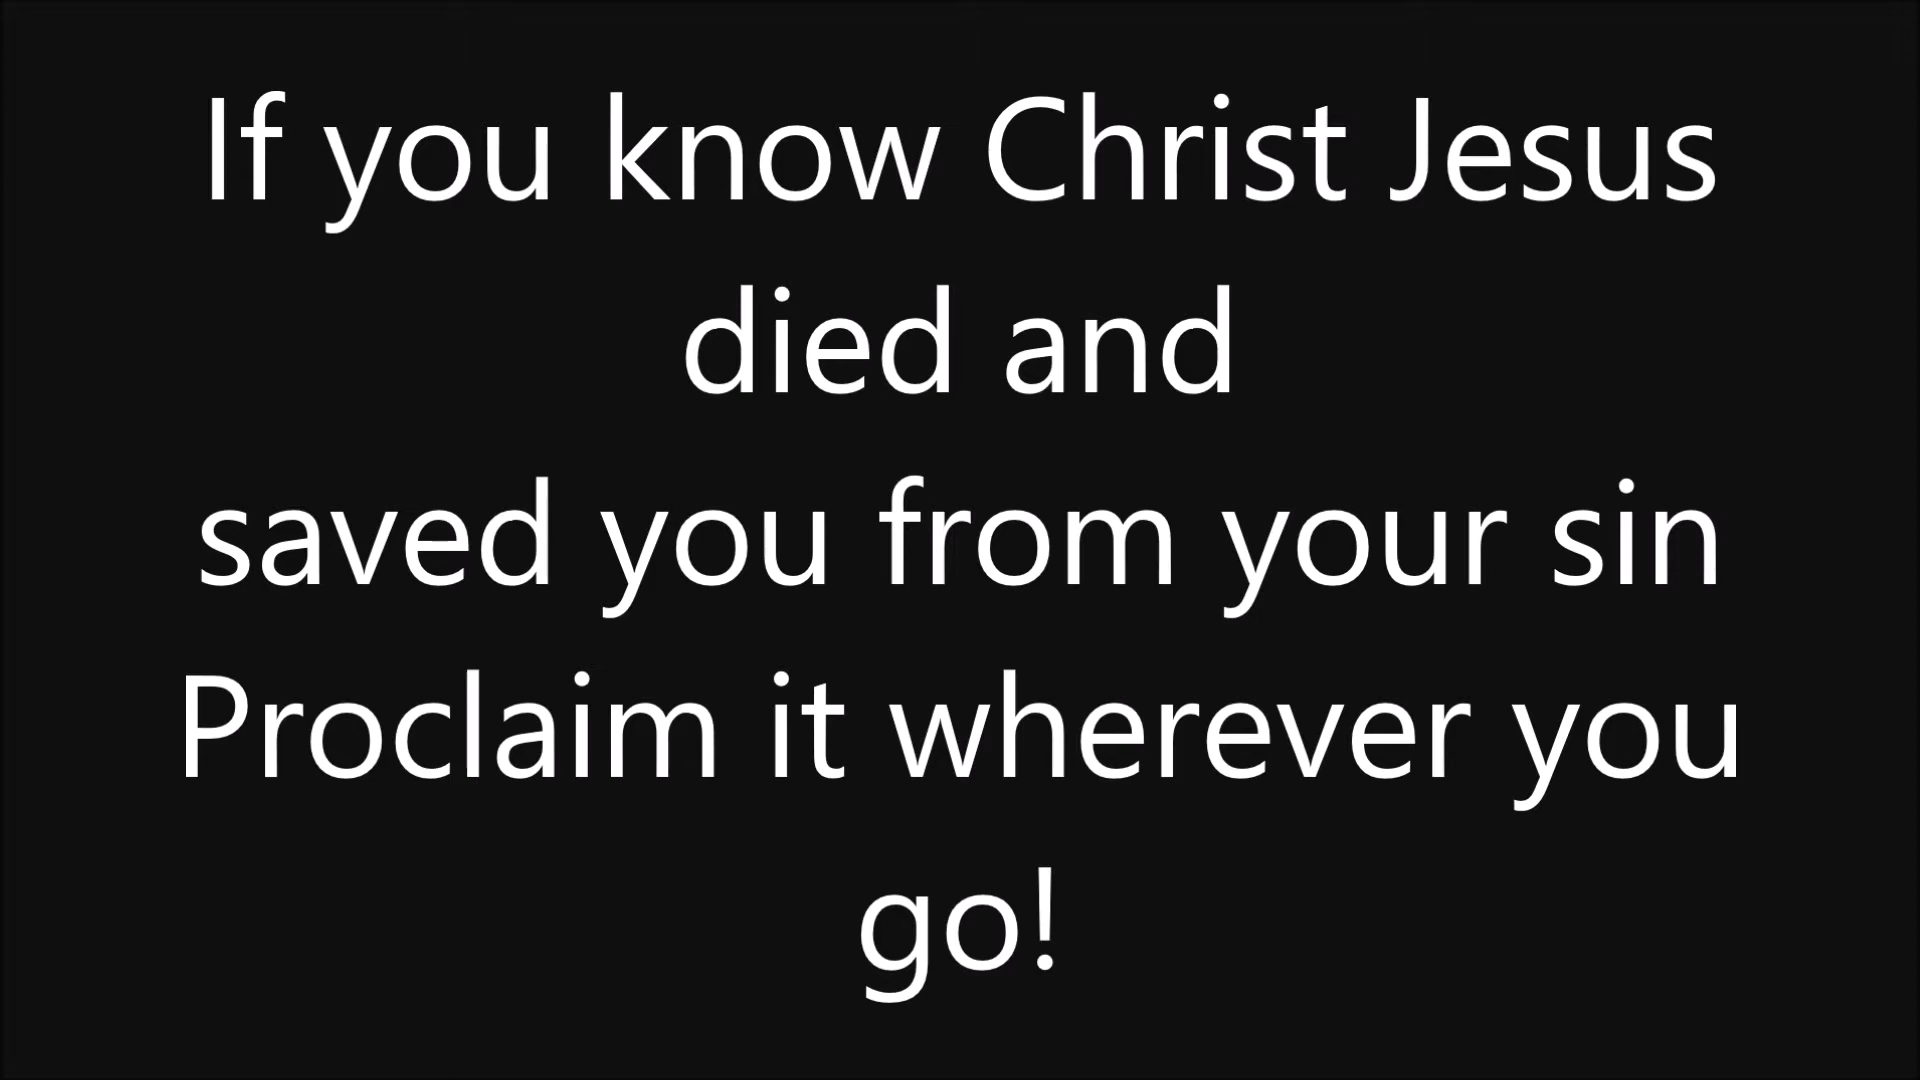 If you know Christ Jesus
died and
saved you from your sin
Proclaim it wherever you
go!